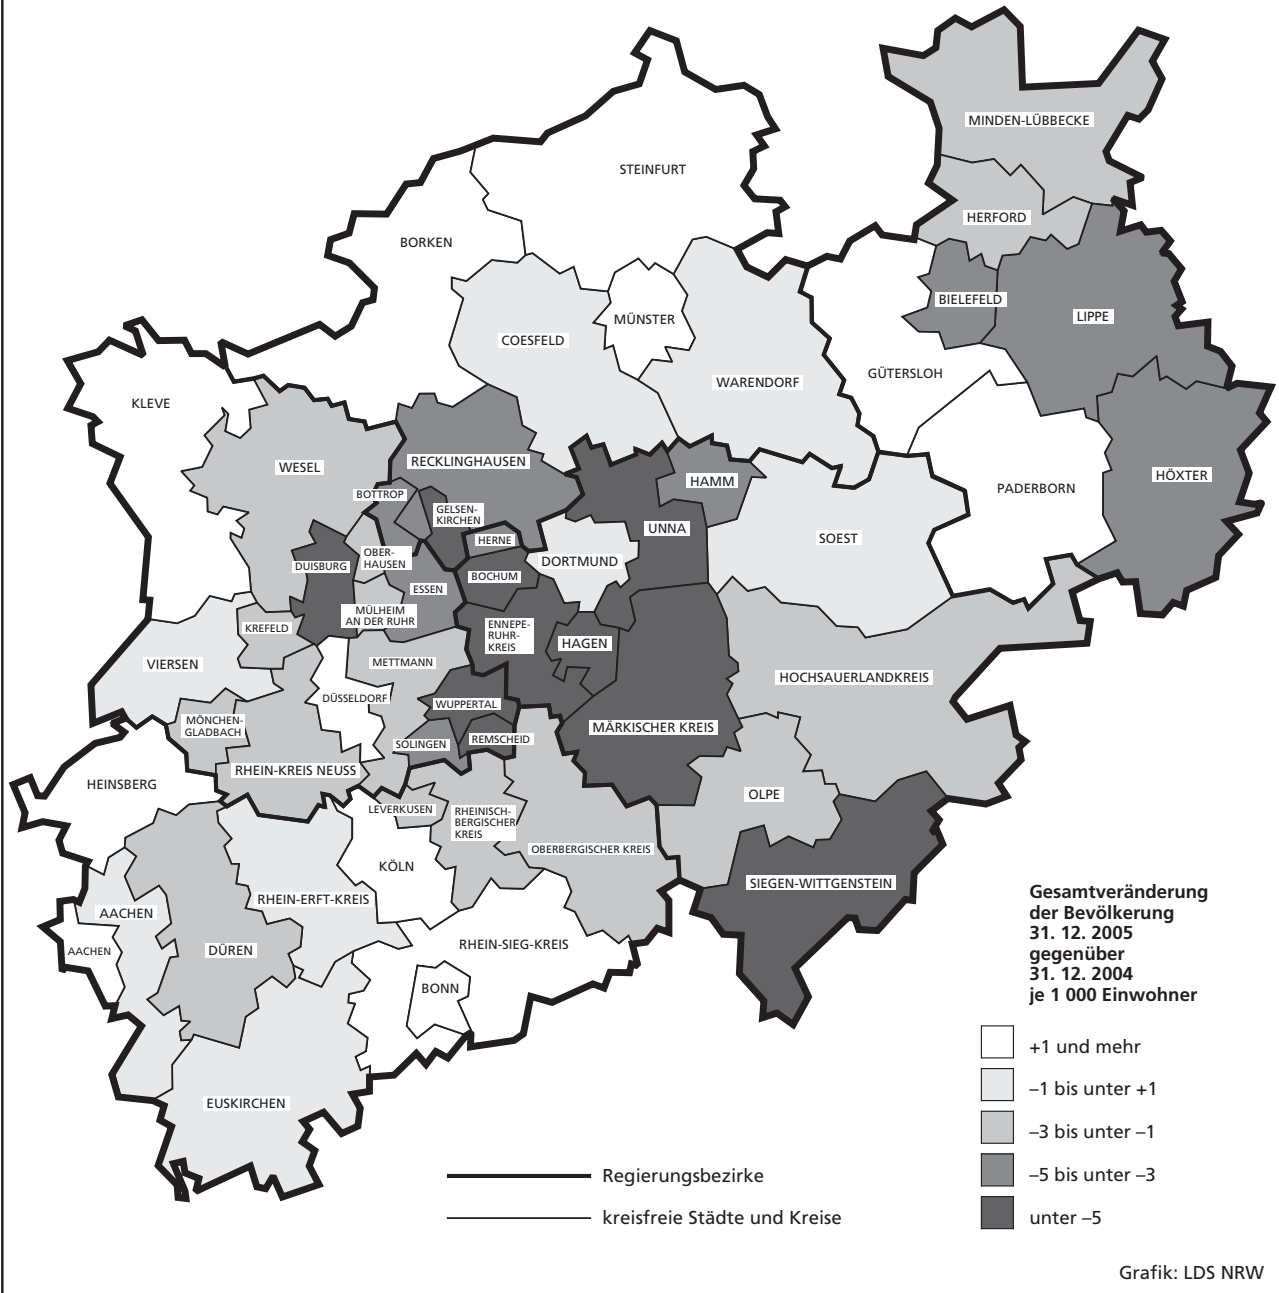 MINDEN-LÜBBECKE
STEINFURT
HERFORD
BORKEN
BIELEFELD
LIPPE
MÜNSTER
COESFELD
GÜTERSLOH
WARENDORF
KLEVE
RECKLINGHAUSEN
WESEL
HÖXTER
HAMM
PADERBORN
BOTTROP
GELSEN-
KIRCHEN
UNNA
SOEST
HERNE
OBER-
HAUSEN
DORTMUND
DUISBURG
BOCHUM
ESSEN
MÜLHEIM
AN DER RUHR
KREFELD
ENNEPE-
RUHR-
KREIS
HAGEN
VIERSEN
METTMANN
HOCHSAUERLANDKREIS
DÜSSELDORF
WUPPERTAL
MÖNCHEN-
GLADBACH
MÄRKISCHER KREIS
SOLINGEN
REMSCHEID
RHEIN-KREIS NEUSS
HEINSBERG
OLPE
LEVERKUSEN
RHEINISCH-
BERGISCHER
KREIS
OBERBERGISCHER KREIS
KÖLN
SIEGEN-WITTGENSTEIN
RHEIN-ERFT-KREIS
AACHEN
RHEIN-SIEG-KREIS
DÜREN
AACHEN
BONN
EUSKIRCHEN
Gesamtveränderung
der Bevölkerung
31. 12. 2005
gegenüber
31. 12. 2004
je 1 000 Einwohner
+1 und mehr
–1 bis unter +1
–3 bis unter –1
–5 bis unter –3
unter –5
Regierungsbezirke
kreisfreie Städte und Kreise
Grafik: LDS NRW